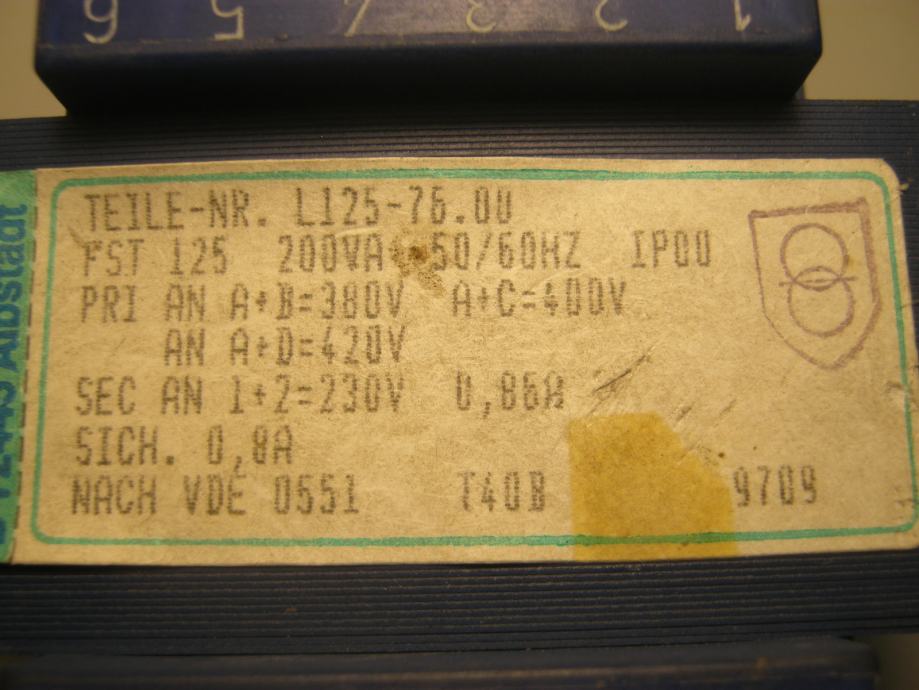 6 5 4 3 2 1
TEILE-NR. L125-76.0U
FST 125 200VA 50/60HZ IP00
PRI AN A+B=380V A+C=400V
AN A+D=420V
SEC AN 1+2=230V 0,86A
SICH. 0,8A
NACH VDE 0551 T40B 9709
Albstadt